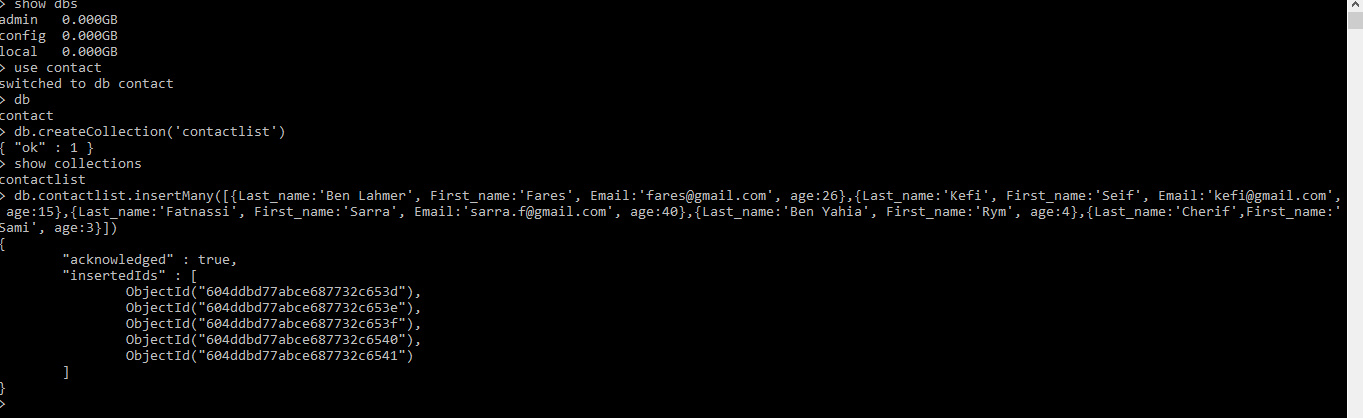 > show dbs
admin   0.000GB
config  0.000GB
local   0.000GB
> use contact
switched to db contact
> db
contact
> db.createCollection('contactlist')
{ "ok" : 1 }
> show collections
contactlist
> db.contactlist.insertMany([{Last_name:'Ben Lahmer', First_name:'Fares', Email:'fares@gmail.com', age:26},{Last_name:'Kefi', First_name:'Seif', Email:'kefi@gmail.com',
 age:15},{Last_name:'Fatnassi', First_name:'Sarra', Email:'sarra.f@gmail.com', age:40},{Last_name:'Ben Yahia', First_name:'Rym', age:4},{Last_name:'Cherif',First_name:'
Sami', age:3}])
{
        "acknowledged" : true,
        "insertedIds" : [
                ObjectId("604ddbd77abce687732c653d"),
                ObjectId("604ddbd77abce687732c653e"),
                ObjectId("604ddbd77abce687732c653f"),
                ObjectId("604ddbd77abce687732c6540"),
                ObjectId("604ddbd77abce687732c6541")
        ]
}
>